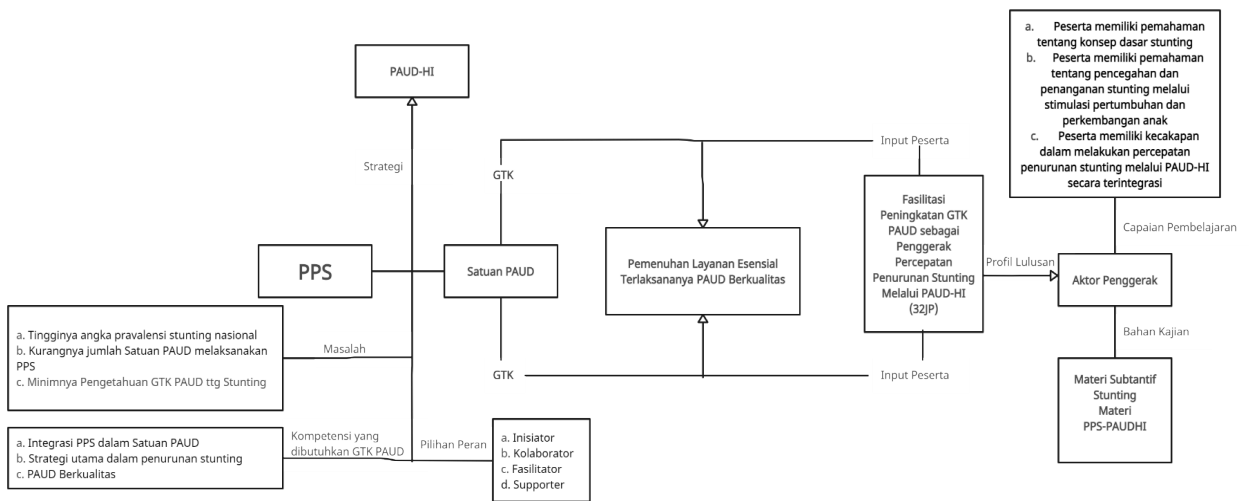 PAUD-HI
Strategi
PPS
a. Tingginya angka pravalensi stunting nasional
b. Kurangnya jumlah Satuan PAUD melaksanakan
PPS
c. Minimnya Pengetahuan GTK PAUD ttg Stunting
Masalah
a. Integrasi PPS dalam Satuan PAUD
b. Strategi utama dalam penurunan stunting
c. PAUD Berkualitas
Kompetensi yang
dibutuhkan GTK PAUD
Pilihan Peran
a. Inisiator
b. Kolaborator
c. Fasilitator
d. Supporter
Satuan PAUD
GTK
GTK
Pemenuhan Layanan Esensial
Terlaksananya PAUD Berkualitas
Input Peserta
Input Peserta
Fasilitasi
Peningkatan GTK
PAUD sebagai
Penggerak
Percepatan
Penurunan Stunting
Melalui PAUD-HI
(32JP)
Profil Lulusan
Aktor Penggerak
Capaian Pembelajaran
a. Peserta memiliki pemahaman
tentang konsep dasar stunting
b. Peserta memiliki pemahaman
tentang pencegahan dan
penanganan stunting melalui
stimulasi pertumbuhan dan
perkembangan anak
c. Peserta memiliki kecakapan
dalam melakukan percepatan
penurunan stunting melalui PAUD-HI
secara terintegrasi
Bahan Kajian
Materi Subtantif
Stunting
Materi
PPS-PAUDHI